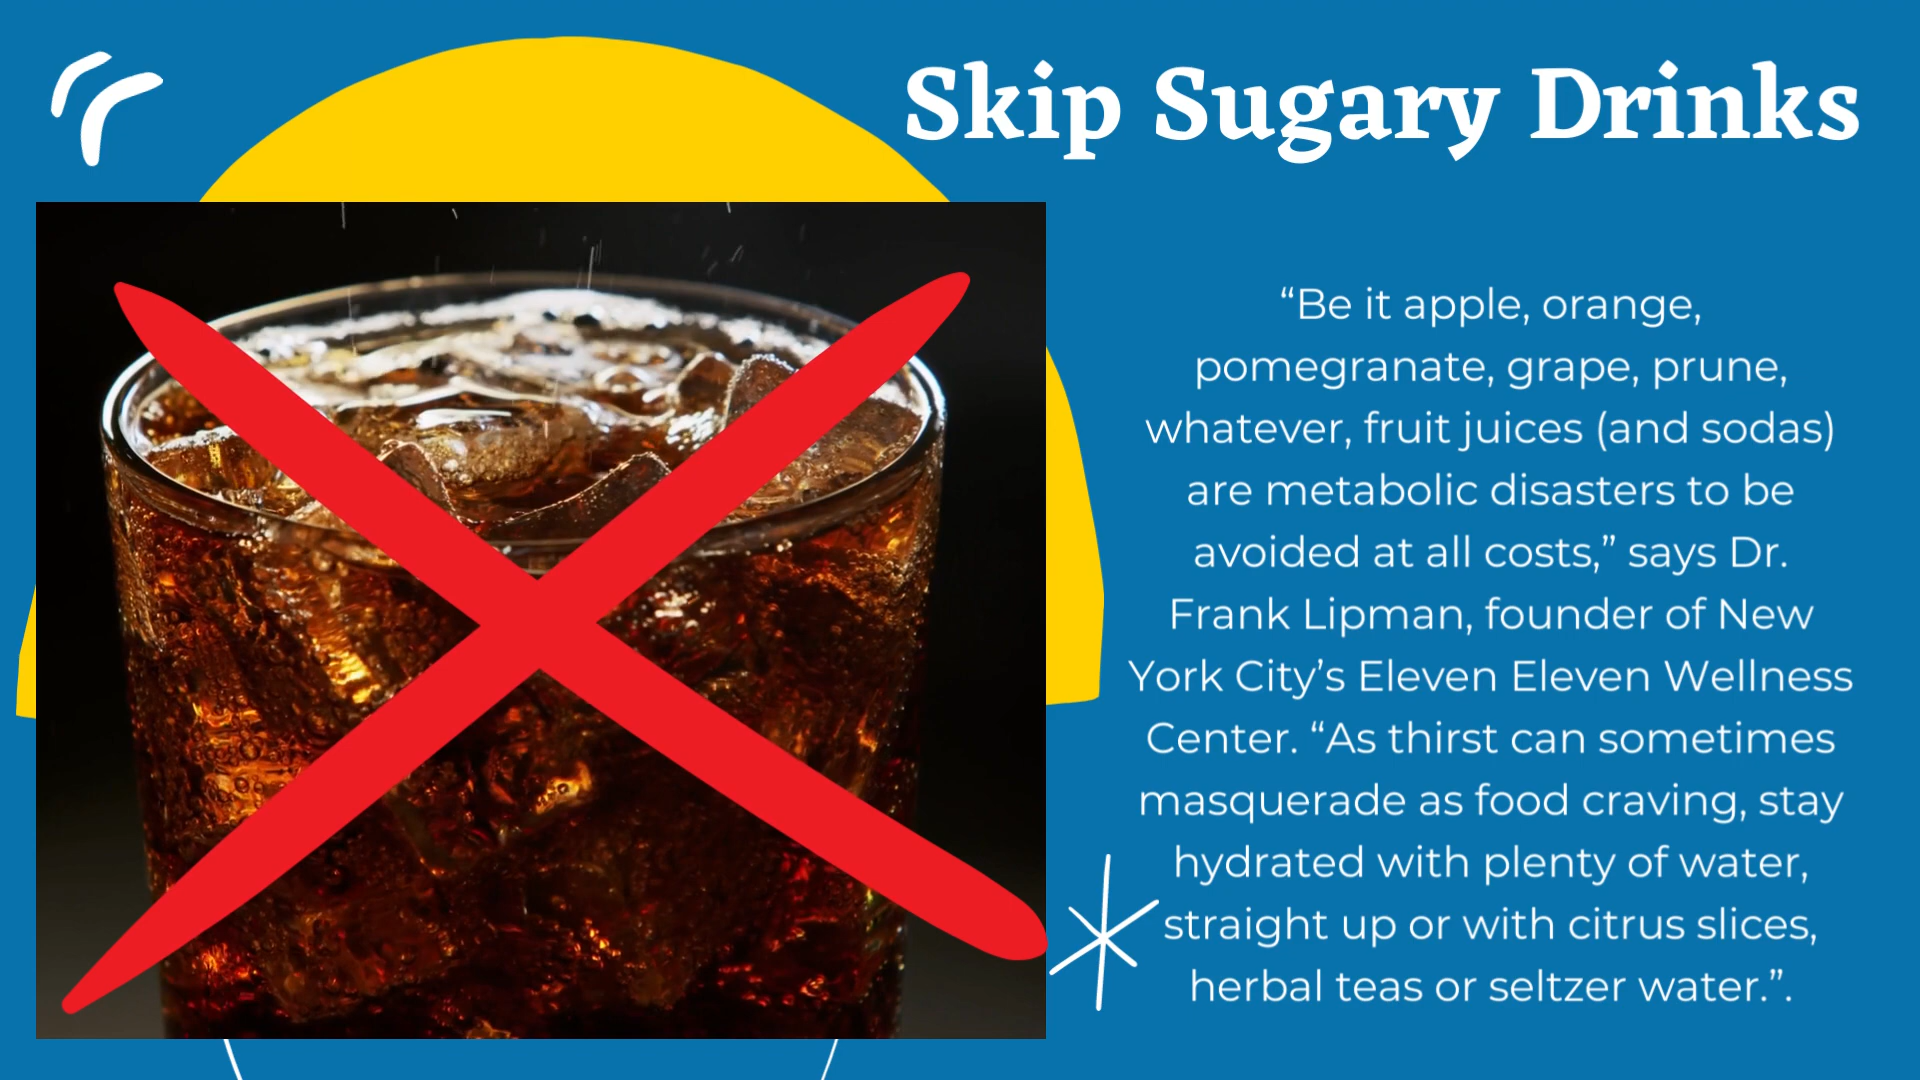 Skip Sugary Drinks
“Be it apple, orange,
pomegranate, grape, prune,
whatever, fruit juices (and sodas)
are metabolic disasters to be
avoided at all costs,” says Dr.
Frank Lipman, founder of New
York City’s Eleven Eleven Wellness
Center. “As thirst can sometimes
masquerade as food craving, stay
hydrated with plenty of water,
straight up or with citrus slices,
herbal teas or seltzer water.”.